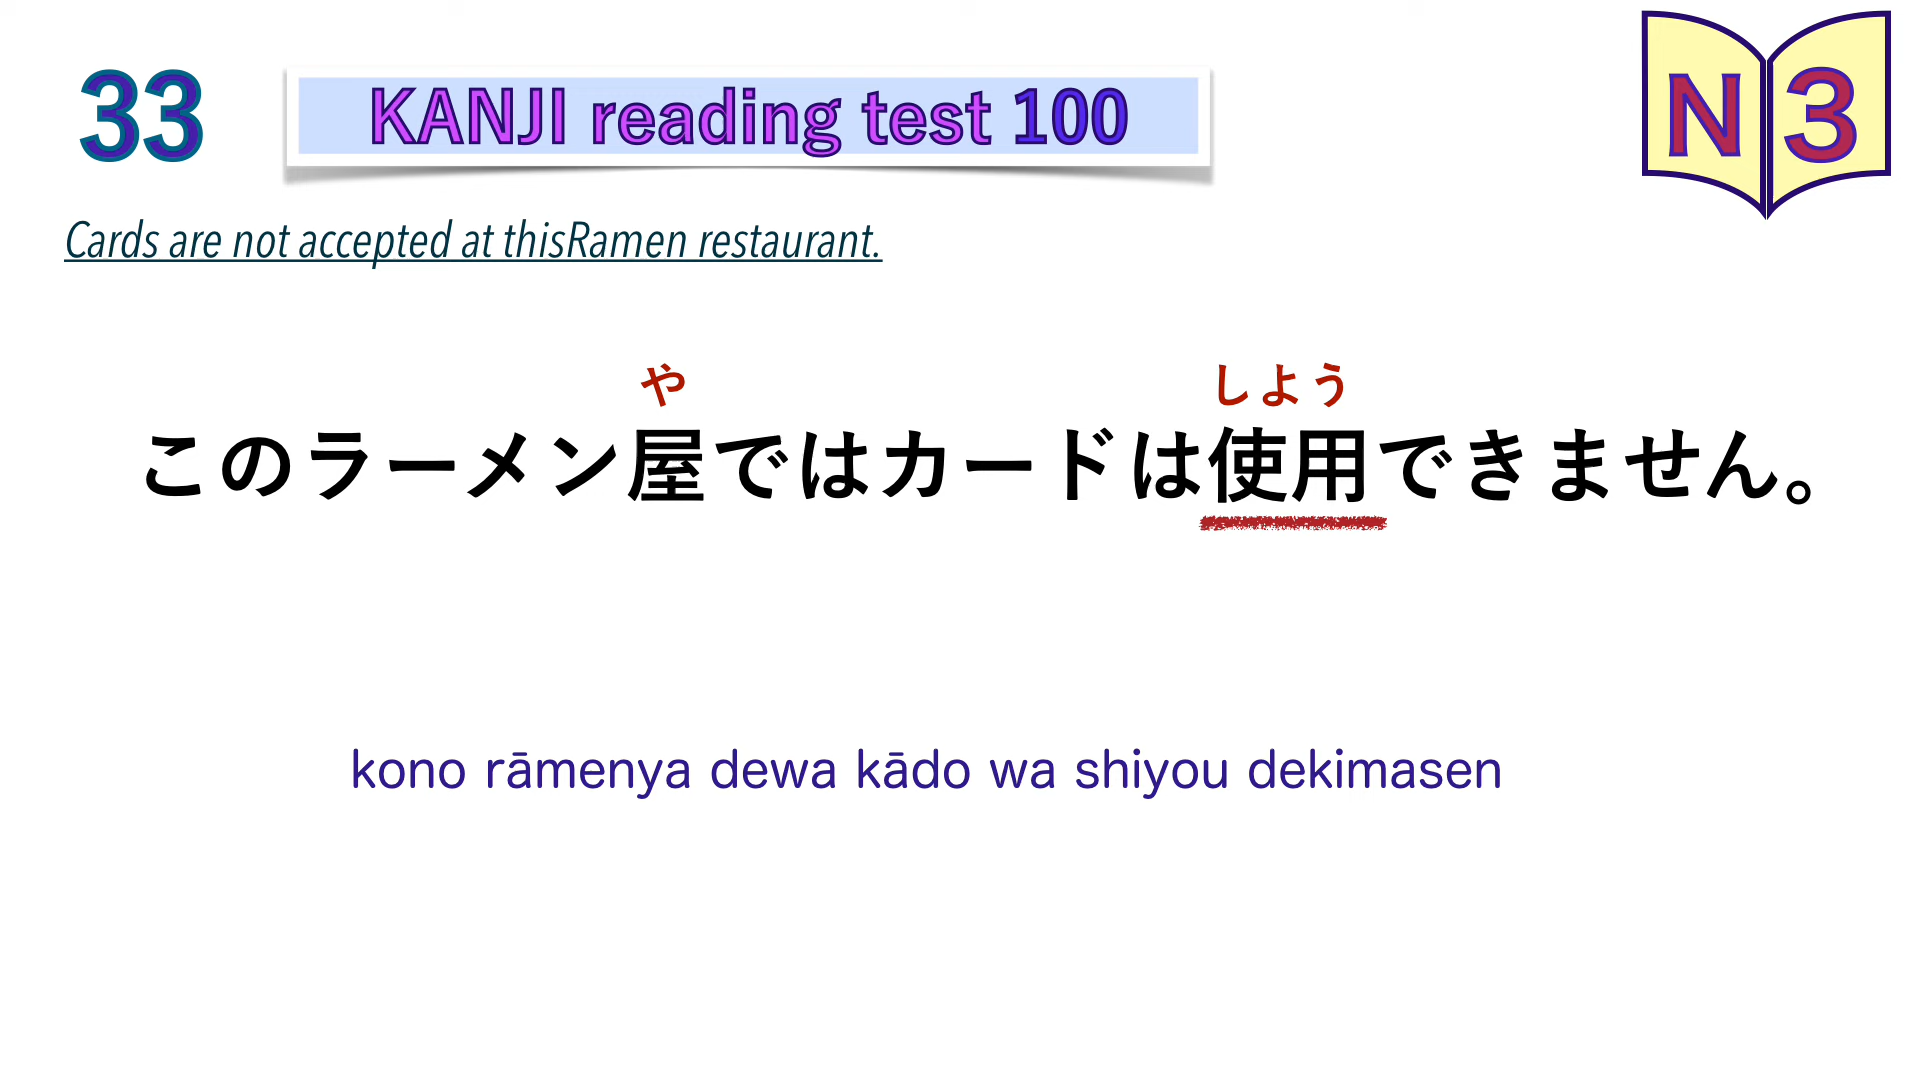 33
KANJI reading test 100
N 3
Cards are not accepted at thisRamen restaurant.
や しよう
このラーメン屋ではカードは使用できません。
kono rāmenya dewa kādo wa shiyou dekimasen